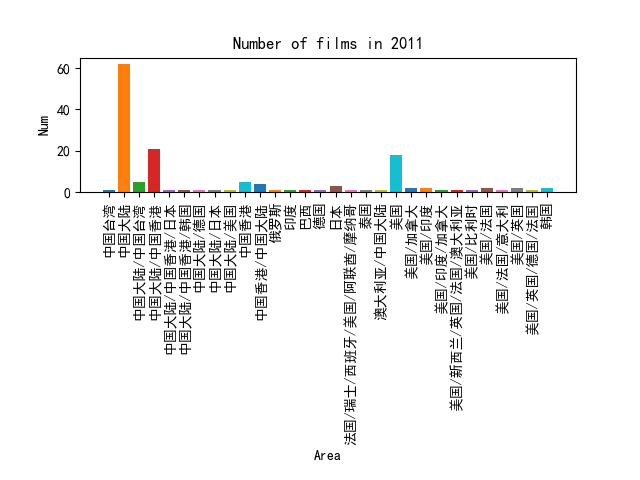 Number of films in 2011
Num
60
40
20
0
中国台湾
中国大陆
中国大陆/中国台湾
中国大陆/中国香港
中国大陆/中国香港/日本
中国大陆/中国香港/韩国
中国大陆/德国
中国大陆/日本
中国大陆/美国
中国香港
中国香港/中国大陆
俄罗斯
印度
巴西
德国
日本
法国/瑞士/西班牙/美国/阿联酋/摩纳哥
泰国
澳大利亚/中国大陆
美国
美国/加拿大
美国/印度
美国/印度/加拿大
美国/新西兰/英国/法国/澳大利亚
美国/比利时
美国/法国
美国/法国/意大利
美国/英国
美国/英国/德国/法国
韩国
Area